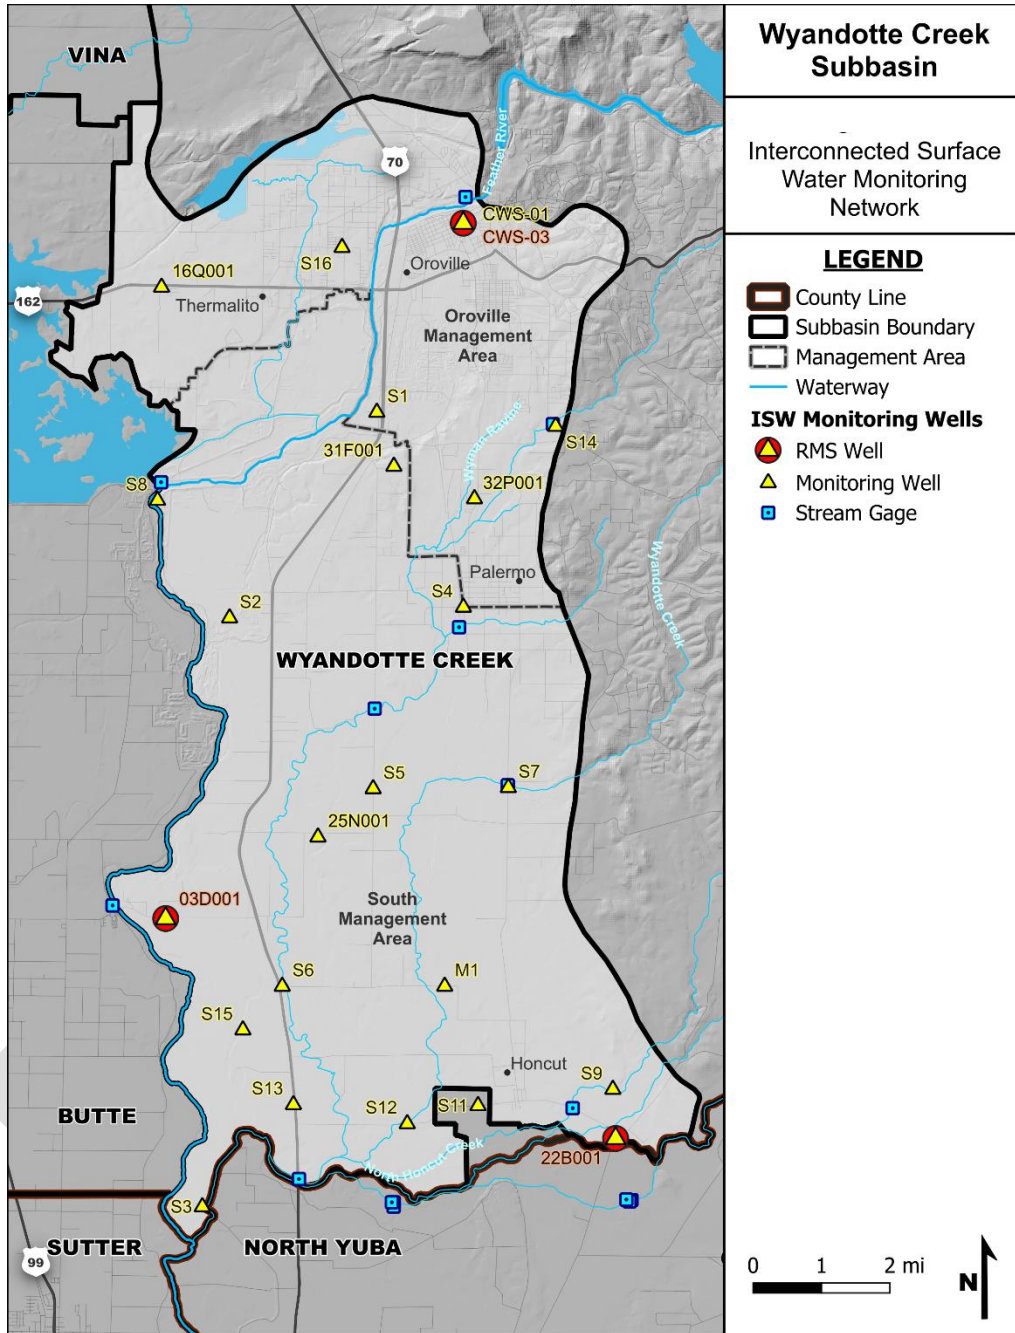 Wyandotte Creek
Subbasin
Interconnected Surface
Water Monitoring
Network
LEGEND
County Line
Subbasin Boundary
Management Area
Waterway
ISW Monitoring Wells
RMS Well
Monitoring Well
Stream Gage
0 1 2 mi
N
VINA
70
Feather River
CWS-01
CWS-03
S16
Oroville
16Q001
162
Thermalito
Oroville
Management
Area
S1
S14
31F001
Wyman Ravine
S8
32P001
Wyandotte Creek
Palermo
S4
S2
WYANDOTTE CREEK
S5
S7
25N001
03D001
South
Management
Area
S6
M1
S15
Honcut
S9
S13
S11
S12
BUTTE
North Honcut Creek
22B001
S3
SUTTER
NORTH YUBA
99